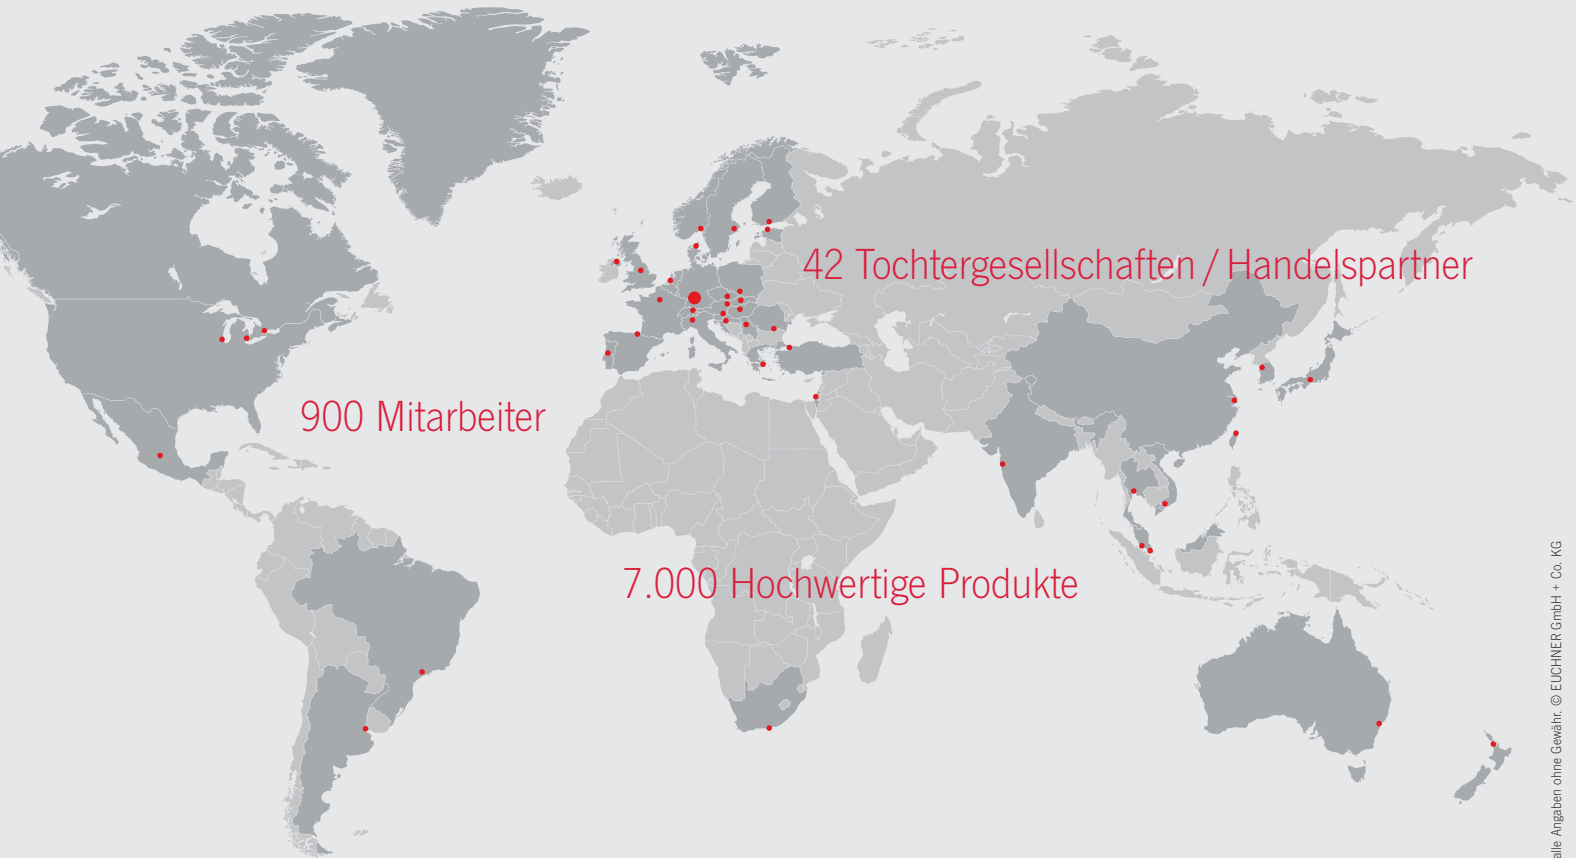 42 Tochtergesellschaften / Handelspartner
900 Mitarbeiter
7.000 Hochwertige Produkte
alle Angaben ohne Gewähr. © EUCHNER GmbH + Co. KG